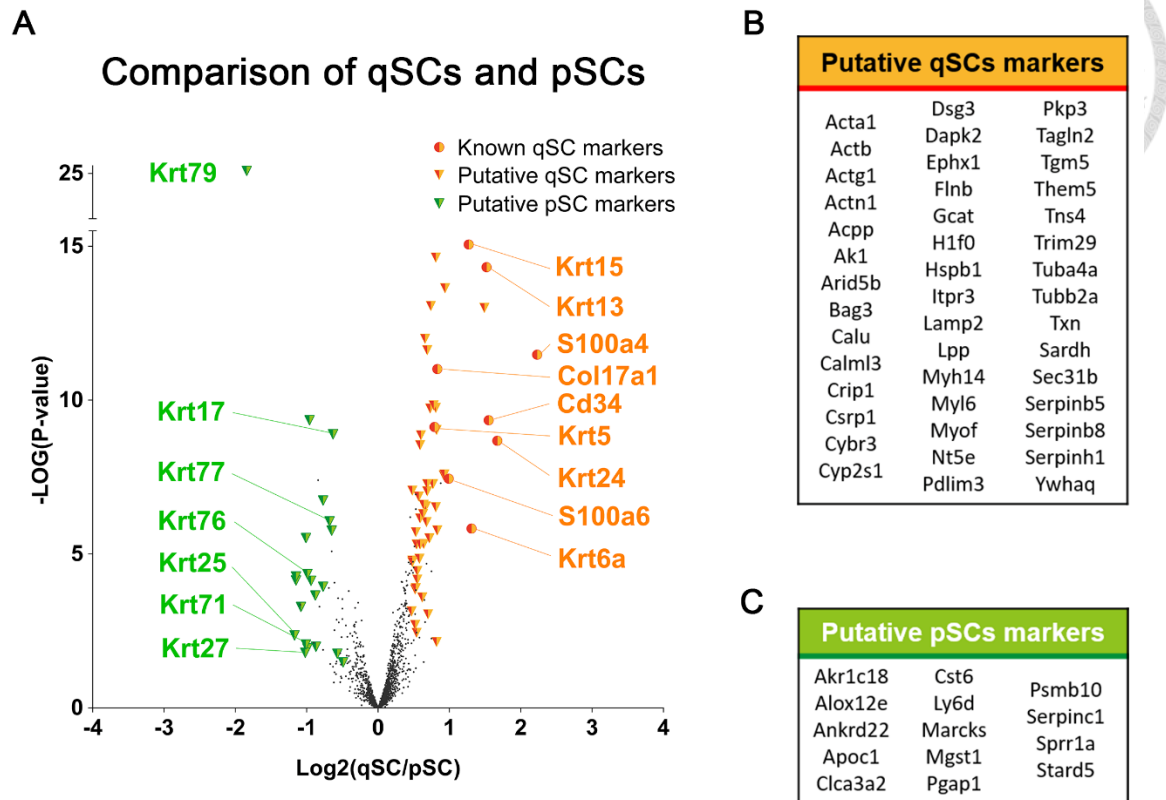 A
Comparison of qSCs and pSCs
Known qSC markers
Putative qSC markers
Putative pSC markers
Krt79
Krt17
Krt77
Krt76
Krt25
Krt71
Krt27
Krt15
Krt13
S100a4
Col17a1
Cd34
Krt5
Krt24
S100a6
Krt6a
-LOG(P-value)
25
15
10
5
0
-4 -3 -2 -1 0 1 2 3 4
Log2(qSC/pSC)
B
Putative qSCs markers
Acta1
Actb
Actg1
Actn1
Acpp
Ak1
Arid5b
Bag3
Calu
Calml3
Crip1
Csrp1
Cybr3
Cyp2s1
Dsg3
Dapk2
Ephx1
Flnb
Gcat
H1f0
Hspb1
Itpr3
Lamp2
Lpp
Myh14
Myl6
Myof
Nt5e
Pdlim3
Pkp3
Tagln2
Tgm5
Them5
Tns4
Trim29
Tuba4a
Tubb2a
Txn
Sardh
Sec31b
Serpinb5
Serpinb8
Serpinh1
Ywhaq
C
Putative pSCs markers
Akr1c18
Alox12e
Ankrd22
Apoc1
Clca3a2
Cst6
Ly6d
Marcks
Mgst1
Pgap1
Psmb10
Serpinc1
Sprr1a
Stard5